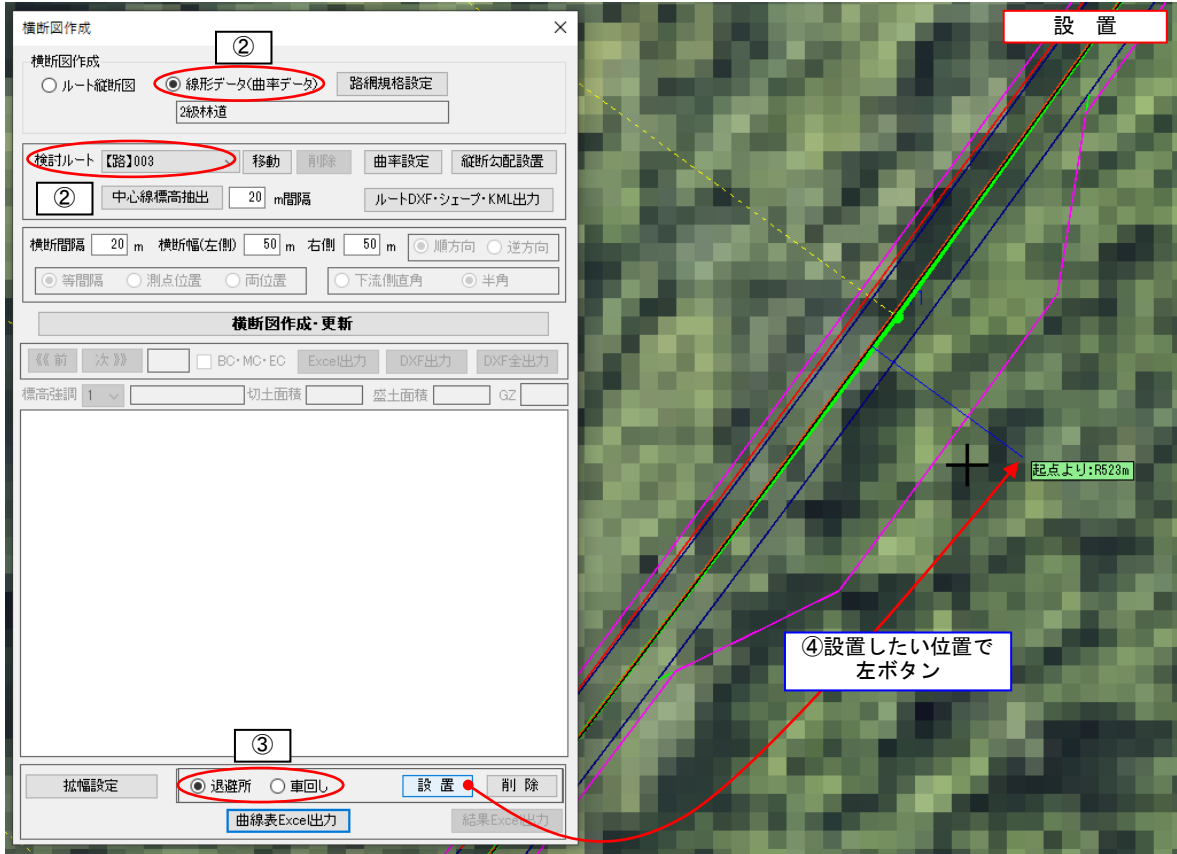 横断図作成
設 置
②
横断図作成
ルート縦断図 線形データ(曲率データ) 路網規格設定
2級林道
検討ルート 【路】003 移動 削除 曲率設定 縦断勾配設置
② 中心線標高抽出 20 m間隔 ルートDXF・シェープ・KML出力
横断間隔 20 m 横断幅(左側) 50 m 右側 50 m 順方向 逆方向
等間隔 測点位置 両位置 下流側直角 半角
横断図作成・更新
《前 次》 BC・MC・EC Excel出力 DXF出力 DXF全出力
標高強調 1 切土面積 盛土面積 GZ
1
起点より:R523m
④設置したい位置で
左ボタン
③
拡幅設定 退避所 車回し 設 置 削 除
曲線表Excel出力 結果Excel出力